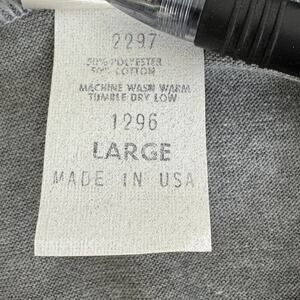 2297
50% POLYESTER
50% COTTON
MACHINE WASH WARM
TUMBLE DRY LOW
1296
LARGE
MADE IN USA